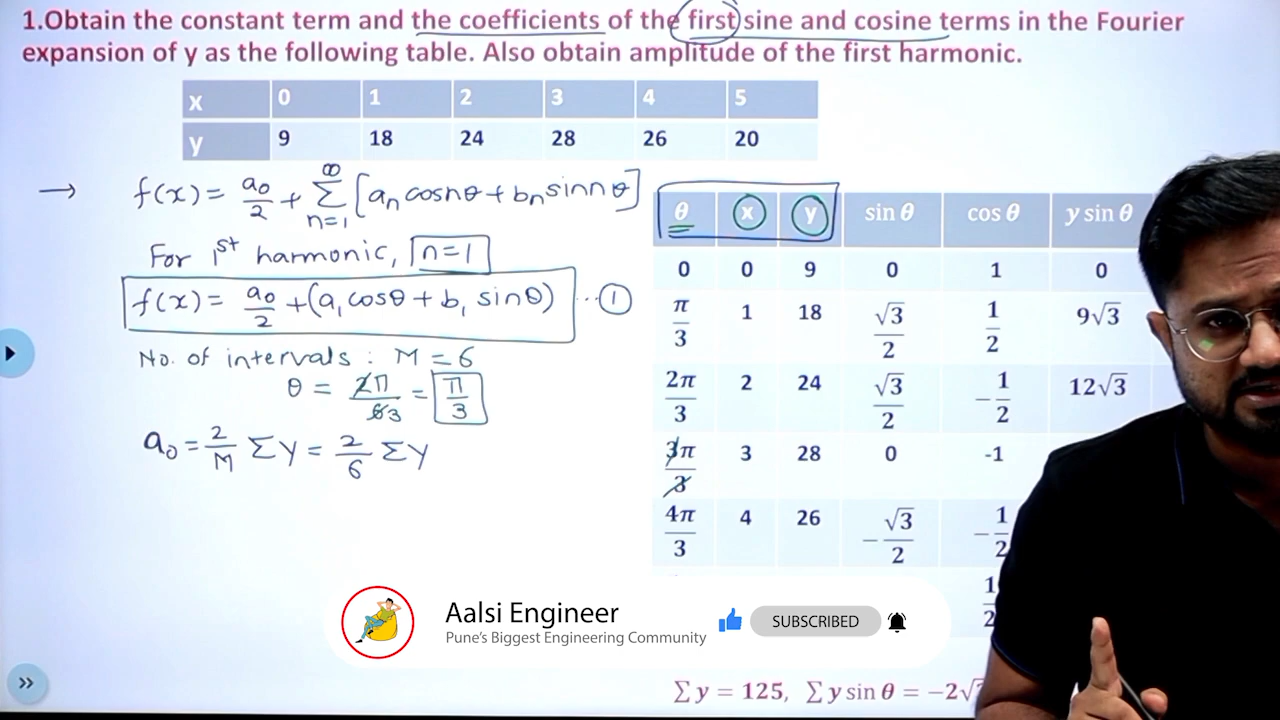 1.Obtain the constant term and the coefficients of the first sine and cosine terms in the Fourier
expansion of y as the following table. Also obtain amplitude of the first harmonic.
x 0 1 2 3 4 5
y 9 18 24 28 26 20
→ f(x) = a₀/2 + ∞ Σ n=1 [aₙ cosnθ + bₙ sinnθ]
For 1st harmonic, n=1
f(x) = a₀/2 + (a₁ cosθ + b₁ sinθ) ...①
No. of intervals : M = 6
θ = 2π/63 = π/3
a₀ = 2/M ΣY = 2/6 ΣY
θ x y sin θ cos θ y sin θ
0 0 9 0 1 0
π/3 1 18 √3/2 1/2 9√3
2π/3 2 24 √3/2 −1/2 12√3
3π/3 3 28 0 -1
4π/3 4 26 −√3/2 −1/2
1/2
Aalsi Engineer
Pune's Biggest Engineering Community
SUBSCRIBED
∑ y = 125, ∑ y sin θ = −2√